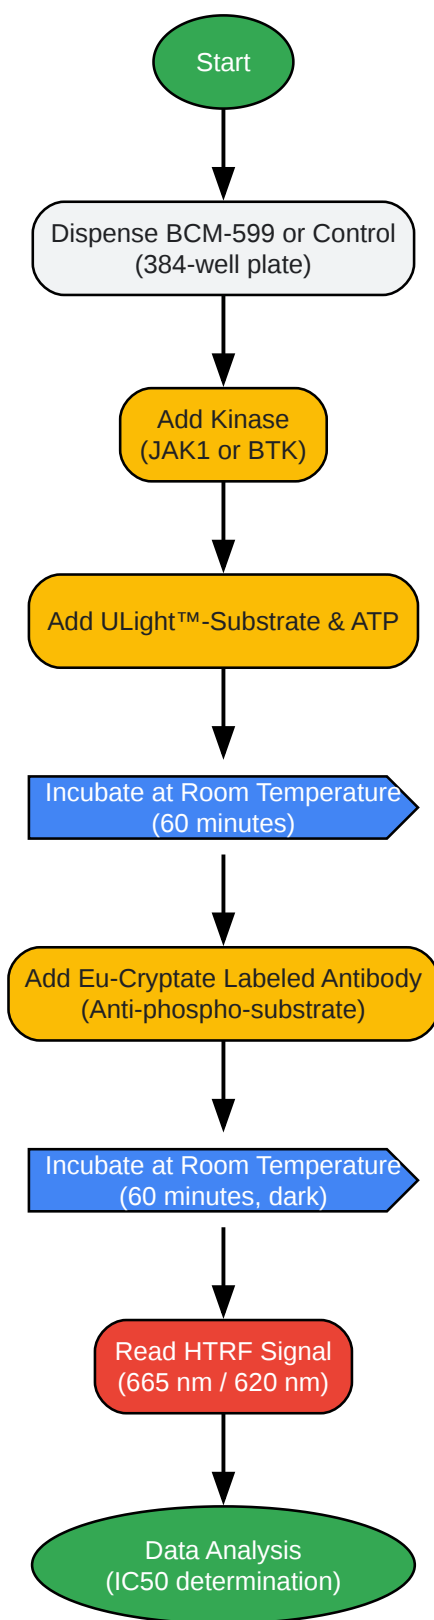 Start
Dispense BCM-599 or Control
(384-well plate)
Add Kinase
(JAK1 or BTK)
Add ULight™-Substrate & ATP
Incubate at Room Temperature
(60 minutes)
Add Eu-Cryptate Labeled Antibody
(Anti-phospho-substrate)
Incubate at Room Temperature
(60 minutes, dark)
Read HTRF Signal
(665 nm / 620 nm)
Data Analysis
(IC50 determination)